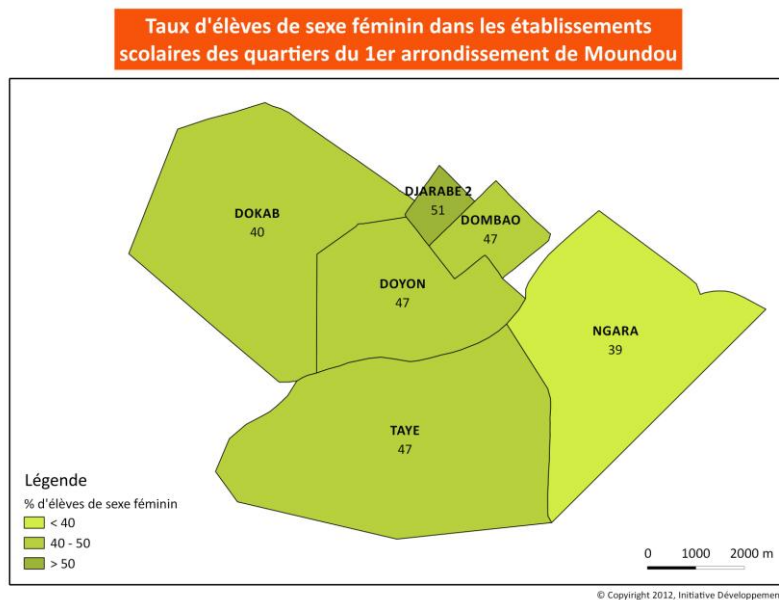 Taux d'élèves de sexe féminin dans les établissements
scolaires des quartiers du 1er arrondissement de Moundou
DJARABE 2
51
DOKAB
40
DOMBAO
47
DOYON
47
NGARA
39
TAYE
47
Légende
% d'élèves de sexe féminin
< 40
40 - 50
> 50
0 1000 2000 m
© Copyright 2012, Initiative Développemen